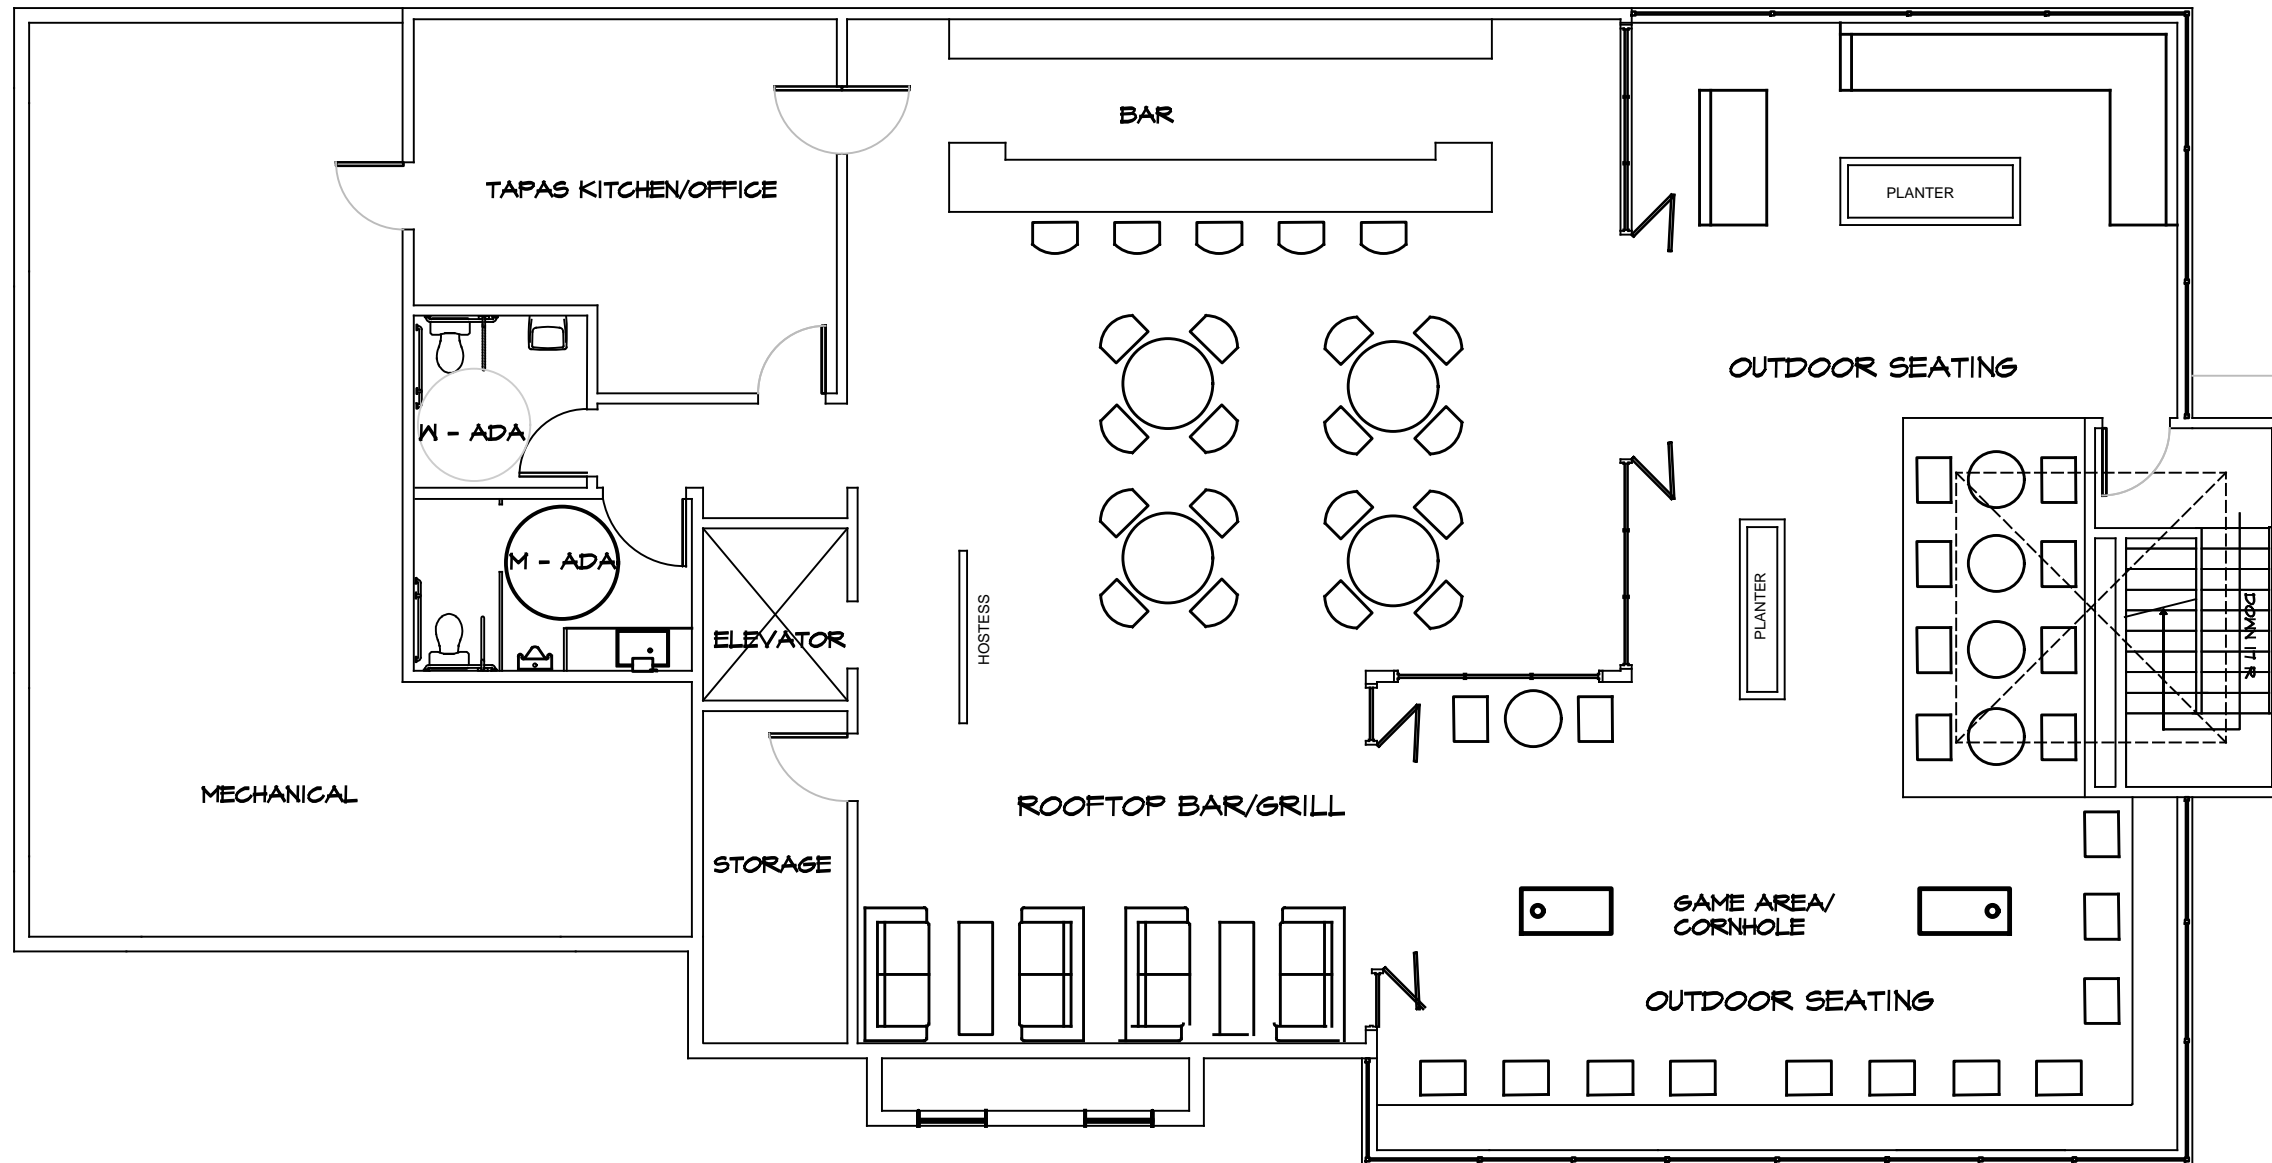 BAR
TAPAS KITCHEN/OFFICE
PLANTER
OUTDOOR SEATING
W - ADA
M - ADA
ELEVATOR
HOSTESS
PLANTER
DOWN 17 R
MECHANICAL
ROOFTOP BAR/GRILL
STORAGE
GAME AREA/
CORNHOLE
OUTDOOR SEATING